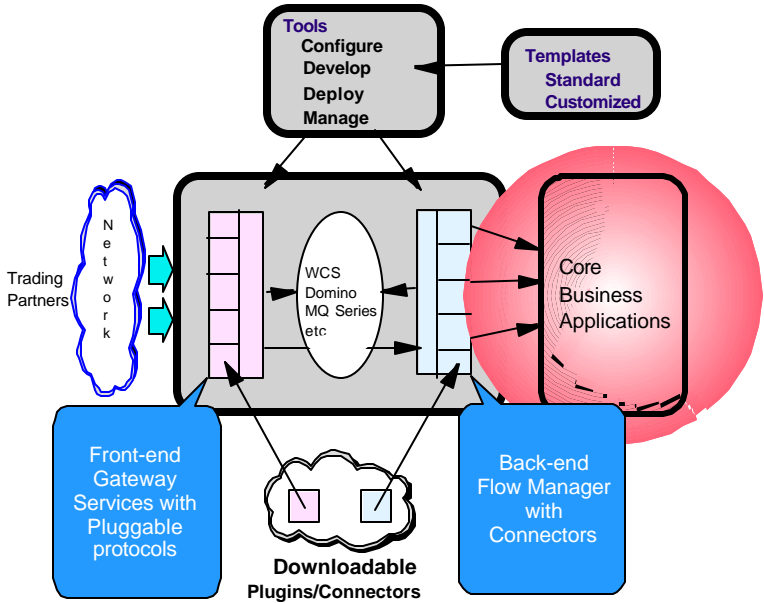 Tools
Configure
Develop
Deploy
Manage
Templates
Standard
Customized
Trading
Partners
Network
WCS
Domino
MQ Series
etc
Core
Business
Applications
Front-end
Gateway
Services with
Pluggable
protocols
Back-end
Flow Manager
with
Connectors
Downloadable
Plugins/Connectors